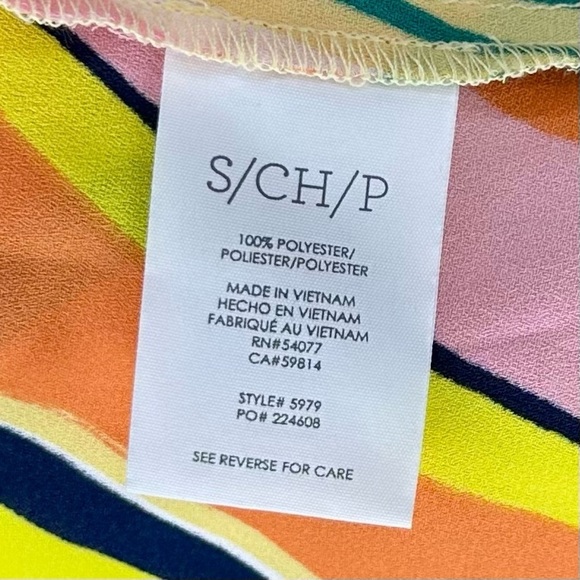 S/CH/P
100% POLYESTER/
POLIESTER/POLYESTER
MADE IN VIETNAM
HECHO EN VIETNAM
FABRIQUÉ AU VIETNAM
RN#54077
CA#59814
STYLE# 5979
PO# 224608
SEE REVERSE FOR CARE